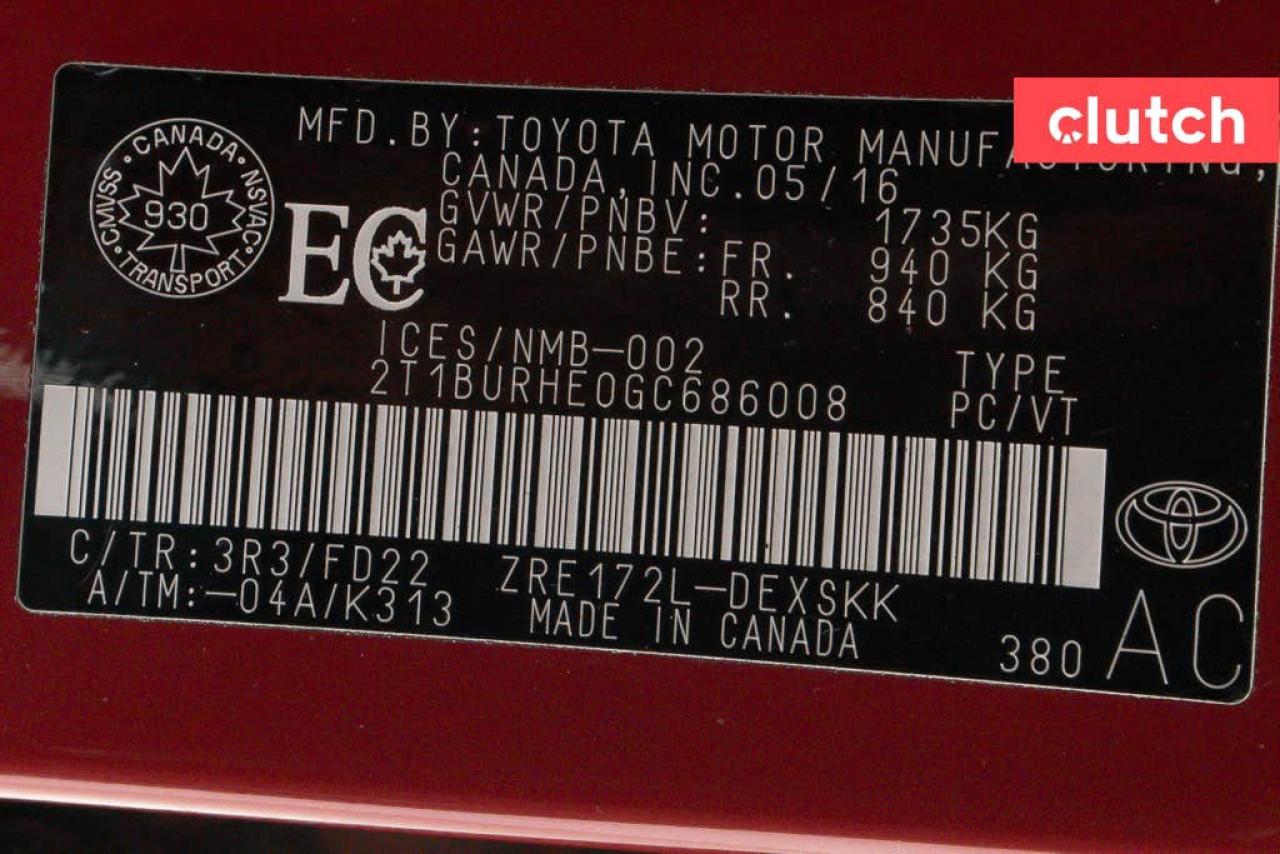 clutch
MFD.BY:TOYOTA MOTOR MANUFACTURING,
CANADA, INC.05/16
GVWR/PNBV: 1735KG
GAWR/PNBE:FR. 940 KG
RR. 840 KG
CANADA·NSVAC·TRANSPORT·CMVSS·
930
EC
ICES/NMB-002
2T1BURHE0GC686008
TYPE
PC/VT
C/TR:3R3/FD22
A/TM:-04A/K313
ZRE172L-DEXSKK
MADE IN CANADA
380
AC